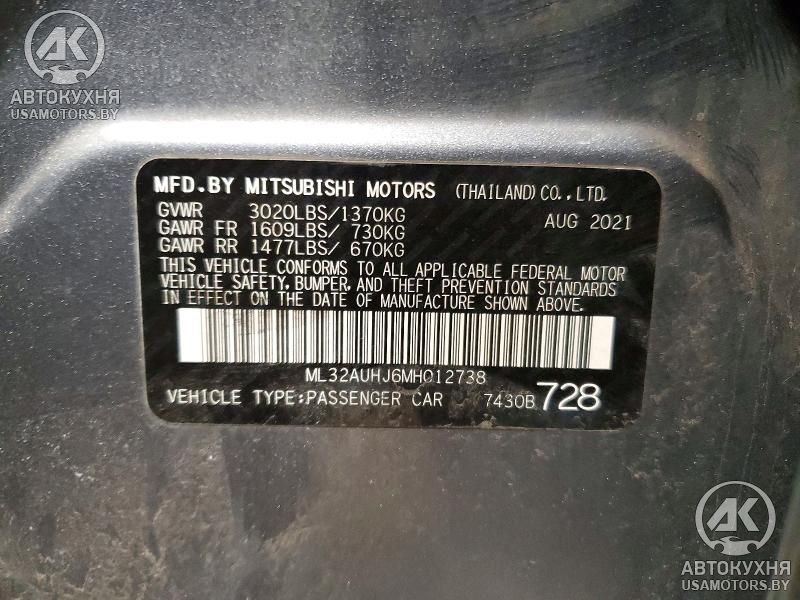 AK
АВТОКУХНЯ
USAMOTORS.BY
MFD.BY MITSUBISHI MOTORS (THAILAND)CO.,LTD.
GVWR 3020LBS/1370KG AUG 2021
GAWR FR 1609LBS/ 730KG
GAWR RR 1477LBS/ 670KG
THIS VEHICLE CONFORMS TO ALL APPLICABLE FEDERAL MOTOR
VEHICLE SAFETY, BUMPER, AND THEFT PREVENTION STANDARDS
IN EFFECT ON THE DATE OF MANUFACTURE SHOWN ABOVE.
ML32AUHJ6MH012738
VEHICLE TYPE:PASSENGER CAR 7430B 728
AK
АВТОКУХНЯ
USAMOTORS.BY